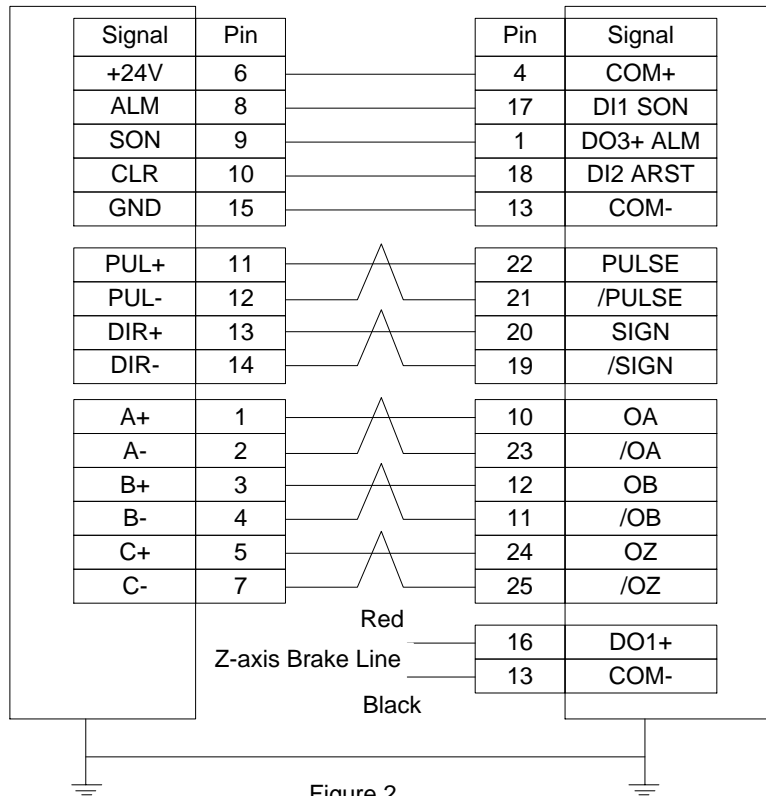 Signal Pin Pin Signal
+24V 6 4 COM+
ALM 8 17 DI1 SON
SON 9 1 DO3+ ALM
CLR 10 18 DI2 ARST
GND 15 13 COM-
PUL+ 11 22 PULSE
PUL- 12 21 /PULSE
DIR+ 13 20 SIGN
DIR- 14 19 /SIGN
A+ 1 10 OA
A- 2 23 /OA
B+ 3 12 OB
B- 4 11 /OB
C+ 5 24 OZ
C- 7 25 /OZ
Red
16 DO1+
Z-axis Brake Line
13 COM-
Black
Figure 2